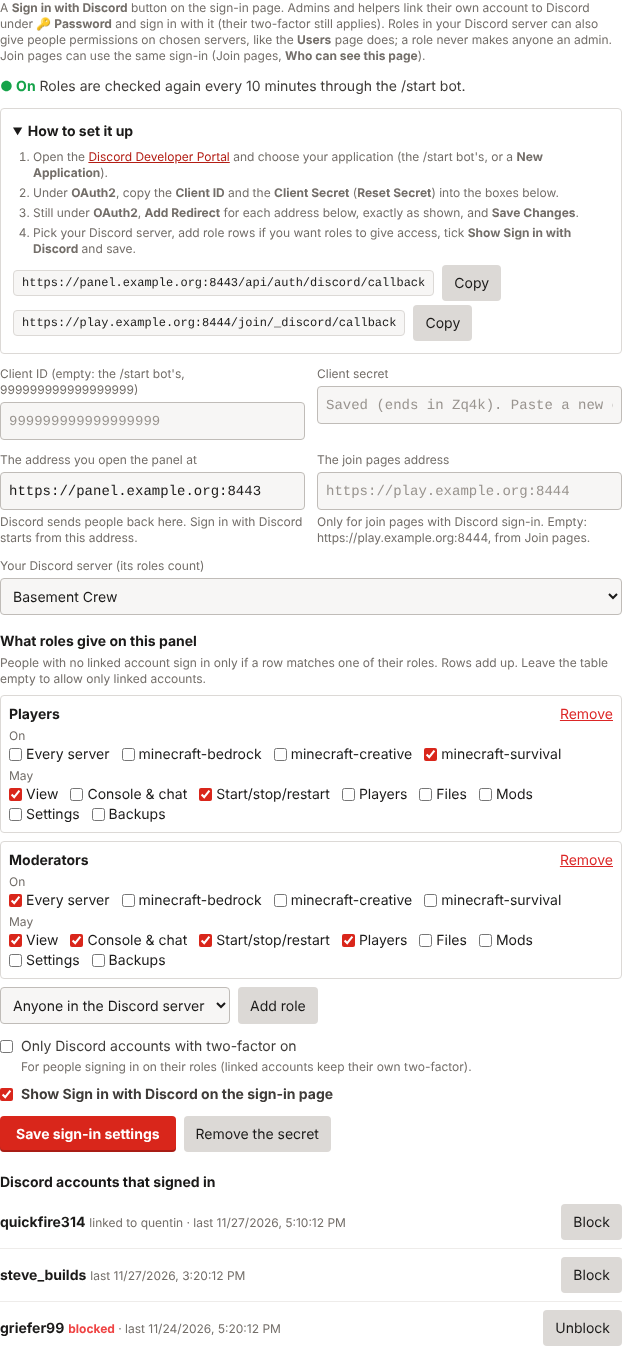 A Sign in with Discord button on the sign-in page. Admins and helpers link their own account to Discord
under 🔑 Password and sign in with it (their two-factor still applies). Roles in your Discord server can also
give people permissions on chosen servers, like the Users page does; a role never makes anyone an admin.
Join pages can use the same sign-in (Join pages, Who can see this page).
On Roles are checked again every 10 minutes through the /start bot.
▼ How to set it up
1. Open the Discord Developer Portal and choose your application (the /start bot's, or a New
Application).
2. Under OAuth2, copy the Client ID and the Client Secret (Reset Secret) into the boxes below.
3. Still under OAuth2, Add Redirect for each address below, exactly as shown, and Save Changes.
4. Pick your Discord server, add role rows if you want roles to give access, tick Show Sign in with
Discord and save.
https://panel.example.org:8443/api/auth/discord/callback Copy
https://play.example.org:8444/join/_discord/callback Copy
Client ID (empty: the /start bot's,
999999999999999999)
999999999999999999
Client secret
Saved (ends in Zq4k). Paste a new
The address you open the panel at
https://panel.example.org:8443
Discord sends people back here. Sign in with Discord
starts from this address.
The join pages address
https://play.example.org:8444
Only for join pages with Discord sign-in. Empty:
https://play.example.org:8444, from Join pages.
Your Discord server (its roles count)
Basement Crew
What roles give on this panel
People with no linked account sign in only if a row matches one of their roles. Rows add up. Leave the table
empty to allow only linked accounts.
Players Remove
On
Every server minecraft-bedrock minecraft-creative minecraft-survival
May
View Console & chat Start/stop/restart Players Files Mods
Settings Backups
Moderators Remove
On
Every server minecraft-bedrock minecraft-creative minecraft-survival
May
View Console & chat Start/stop/restart Players Files Mods
Settings Backups
Anyone in the Discord server Add role
Only Discord accounts with two-factor on
For people signing in on their roles (linked accounts keep their own two-factor).
Show Sign in with Discord on the sign-in page
Save sign-in settings Remove the secret
Discord accounts that signed in
quickfire314 linked to quentin · last 11/27/2026, 5:10:12 PM Block
steve_builds last 11/27/2026, 3:20:12 PM Block
griefer99 blocked · last 11/24/2026, 5:20:12 PM Unblock